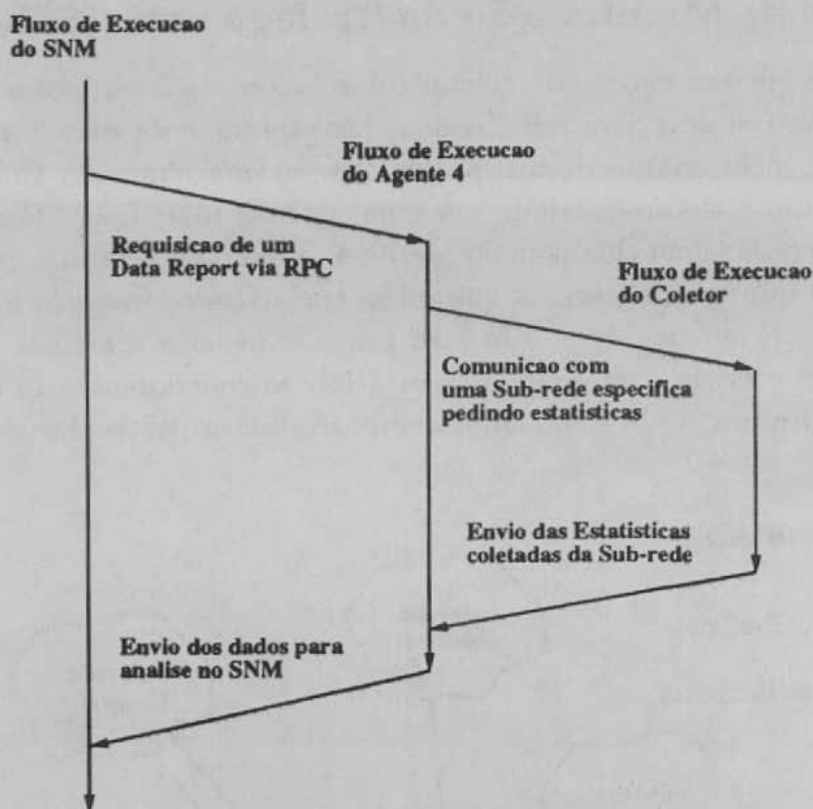 Fluxo de Execucao
do SNM
Fluxo de Execucao
do Agente 4
Requisicao de um
Data Report via RPC
Fluxo de Execucao
do Coletor
Comunicao com
uma Sub-rede especifica
pedindo estatisticas
Envio das Estatisticas
coletadas da Sub-rede
Envio dos dados para
analise no SNM